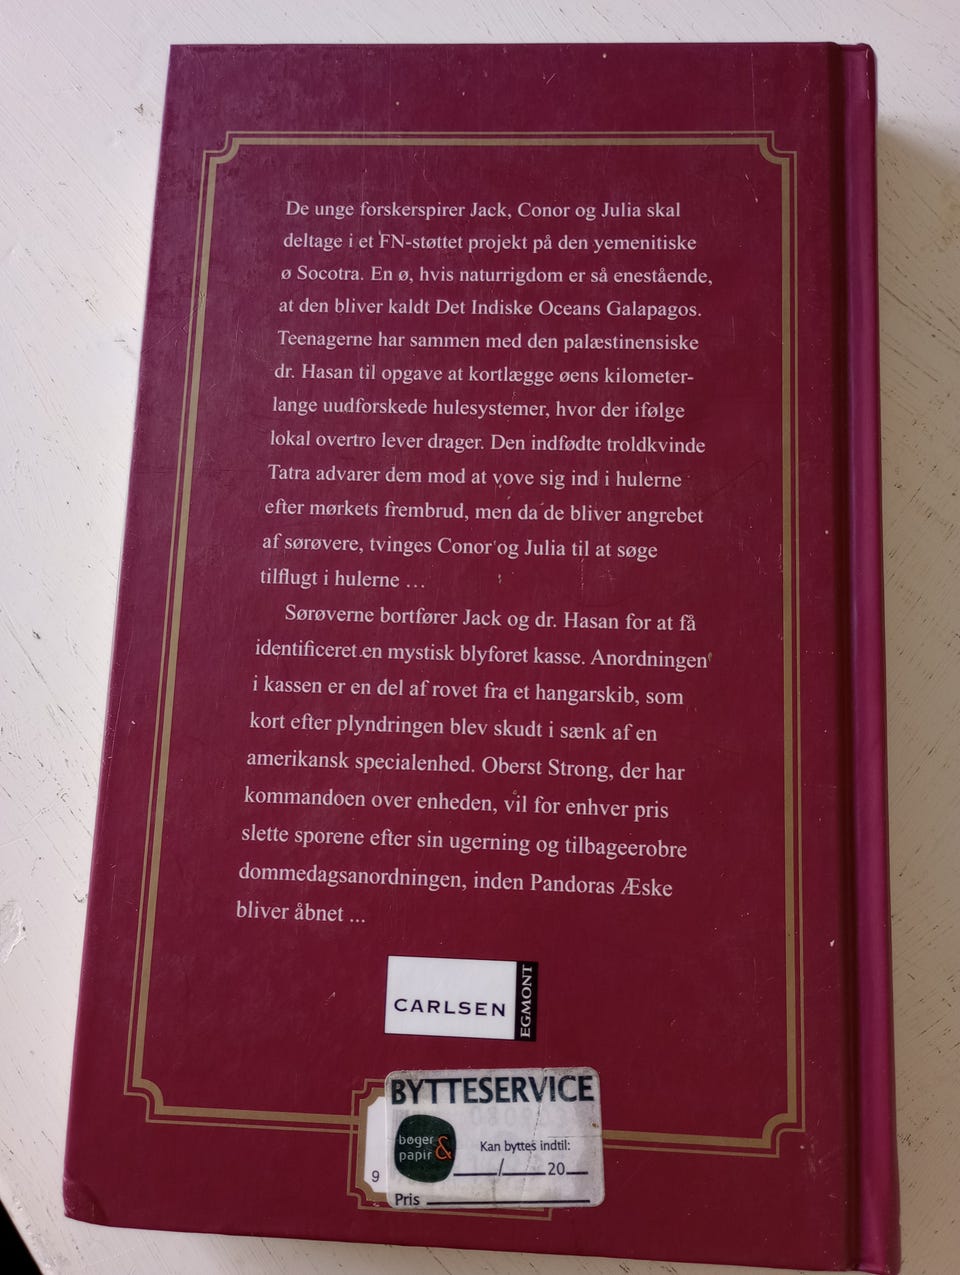 De unge forskerspirer Jack, Conor og Julia skal
deltage i et FN-støttet projekt på den yemenitiske
ø Socotra. En ø, hvis naturrigdom er så enestående,
at den bliver kaldt Det Indiske Oceans Galapagos.
Teenagerne har sammen med den palæstinensiske
dr. Hasan til opgave at kortlægge øens kilometer-
lange uudforskede hulesystemer, hvor der ifølge
lokal overtro lever drager. Den indfødte troldkvinde
Tatra advarer dem mod at vove sig ind i hulerne
efter mørkets frembrud, men da de bliver angrebet
af sørøvere, tvinges Conor og Julia til at søge
tilflugt i hulerne ...
Sørøverne bortfører Jack og dr. Hasan for at få
identificeret en mystisk blyforet kasse. Anordningen
i kassen er en del af rovet fra et hangarskib, som
kort efter plyndringen blev skudt i sænk af en
amerikansk specialenhed. Oberst Strong, der har
kommandoen over enheden, vil for enhver pris
slette sporene efter sin ugerning og tilbageerobre
dommedagsanordningen, inden Pandoras Æske
bliver åbnet ...
CARLSEN
EGMONT
BYTTESERVICE
bøger & papir
Kan byttes indtil:
/ 20
9
Pris